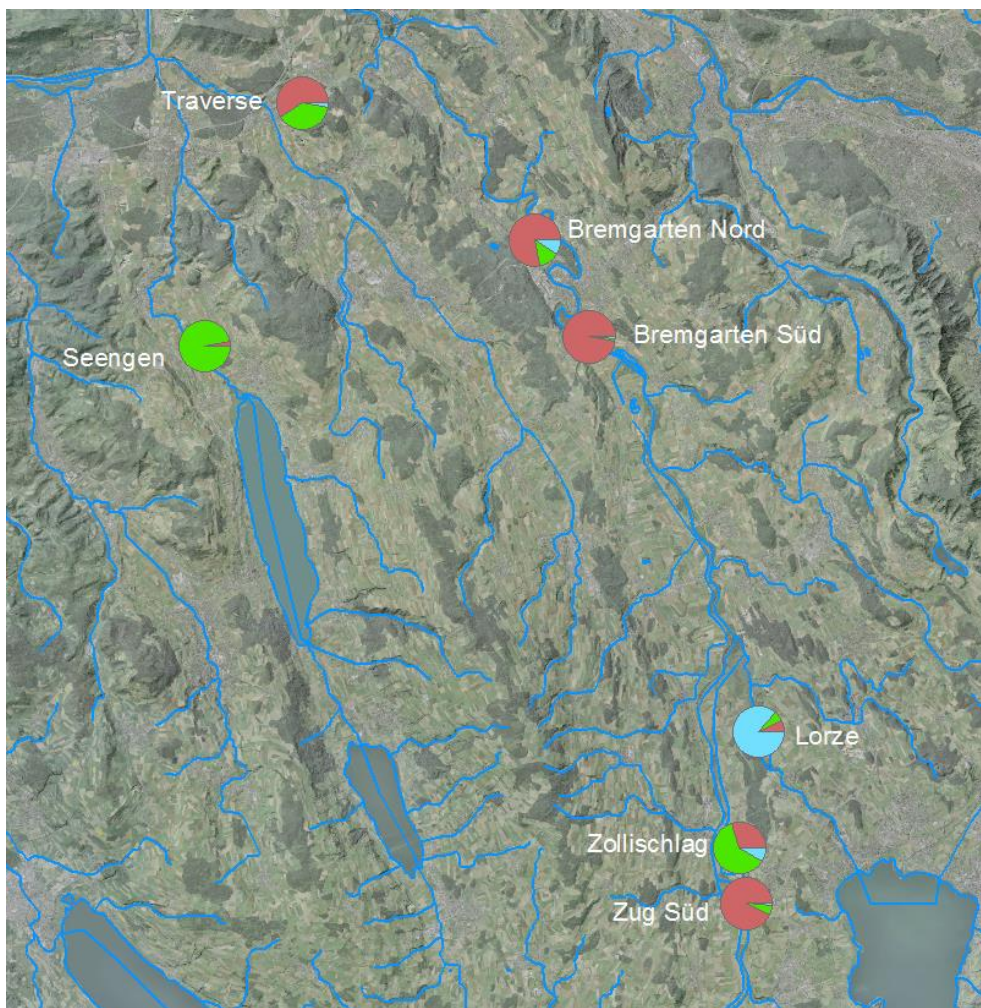 Traverse
Bremgarten Nord
Bremgarten Süd
Seengen
Lorze
Zollischlag
Zug Süd